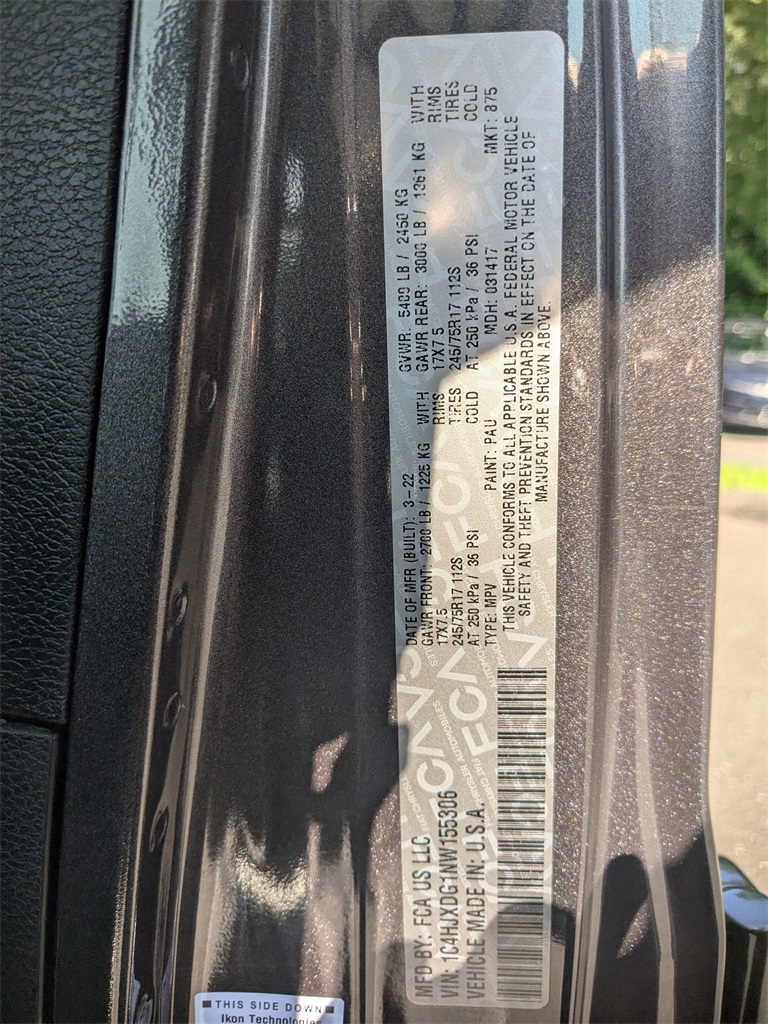 MFD BY: FCA US LLC
VIN: 1C4HJXDG1NW155306
VEHICLE MADE IN: U.S.A.
DATE OF MFR (BUILT): 3-22 GVWR: 5400 LB / 2450 KG
GAWR FRONT: 2700 LB / 1225 KG WITH GAWR REAR: 3000 LB / 1361 KG WITH
17X7.5 RIMS 17X7.5 RIMS
245/75R17 112S TIRES 245/75R17 112S TIRES
AT 250 kPa / 36 PSI COLD AT 250 kPa / 36 PSI COLD
TYPE: MPV PAINT: PAU MDH: 031417 MKT: 875
THIS VEHICLE CONFORMS TO ALL APPLICABLE U.S.A. FEDERAL MOTOR VEHICLE
SAFETY AND THEFT PREVENTION STANDARDS IN EFFECT ON THE DATE OF
MANUFACTURE SHOWN ABOVE.
THIS SIDE DOWN
Ikon Technologies